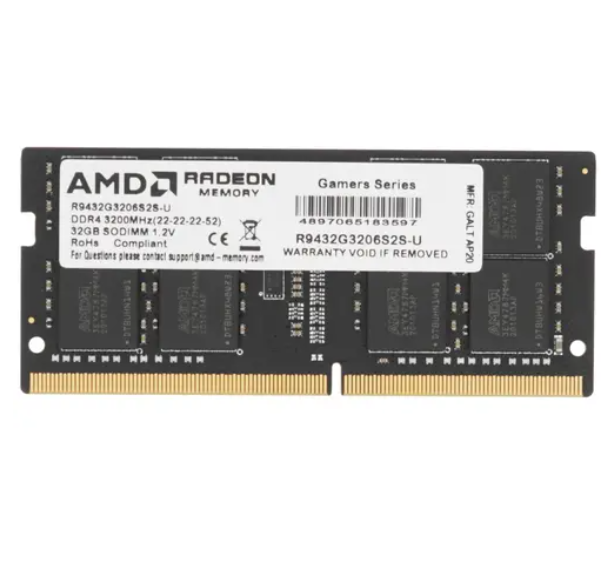 AMD RADEON
MEMORY
R9432G3206S2S-U
DDR4 3200MHz(22-22-22-52)
32GB SODIMM 1.2V
RoHs Compliant
For Questions please contact support@amd-memory.com
CE
Gamers Series
4897065183597
R9432G3206S2S-U
WARRANTY VOID IF REMOVED
MFR: GALT AP20